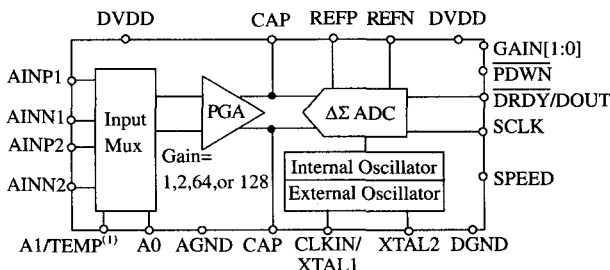 DVDD CAP REFP REFN DVDD
GAIN[1:0]
PDWN
DRDY/DOUT
SCLK
SPEED
AINP1
AINN1
AINP2
AINN2
Input
Mux
PGA
Gain=
1,2,64,or 128
ΔΣ ADC
Internal Oscillator
External Oscillator
A1/TEMP(1) A0 AGND CAP CLKIN/
XTAL1
XTAL2 DGND